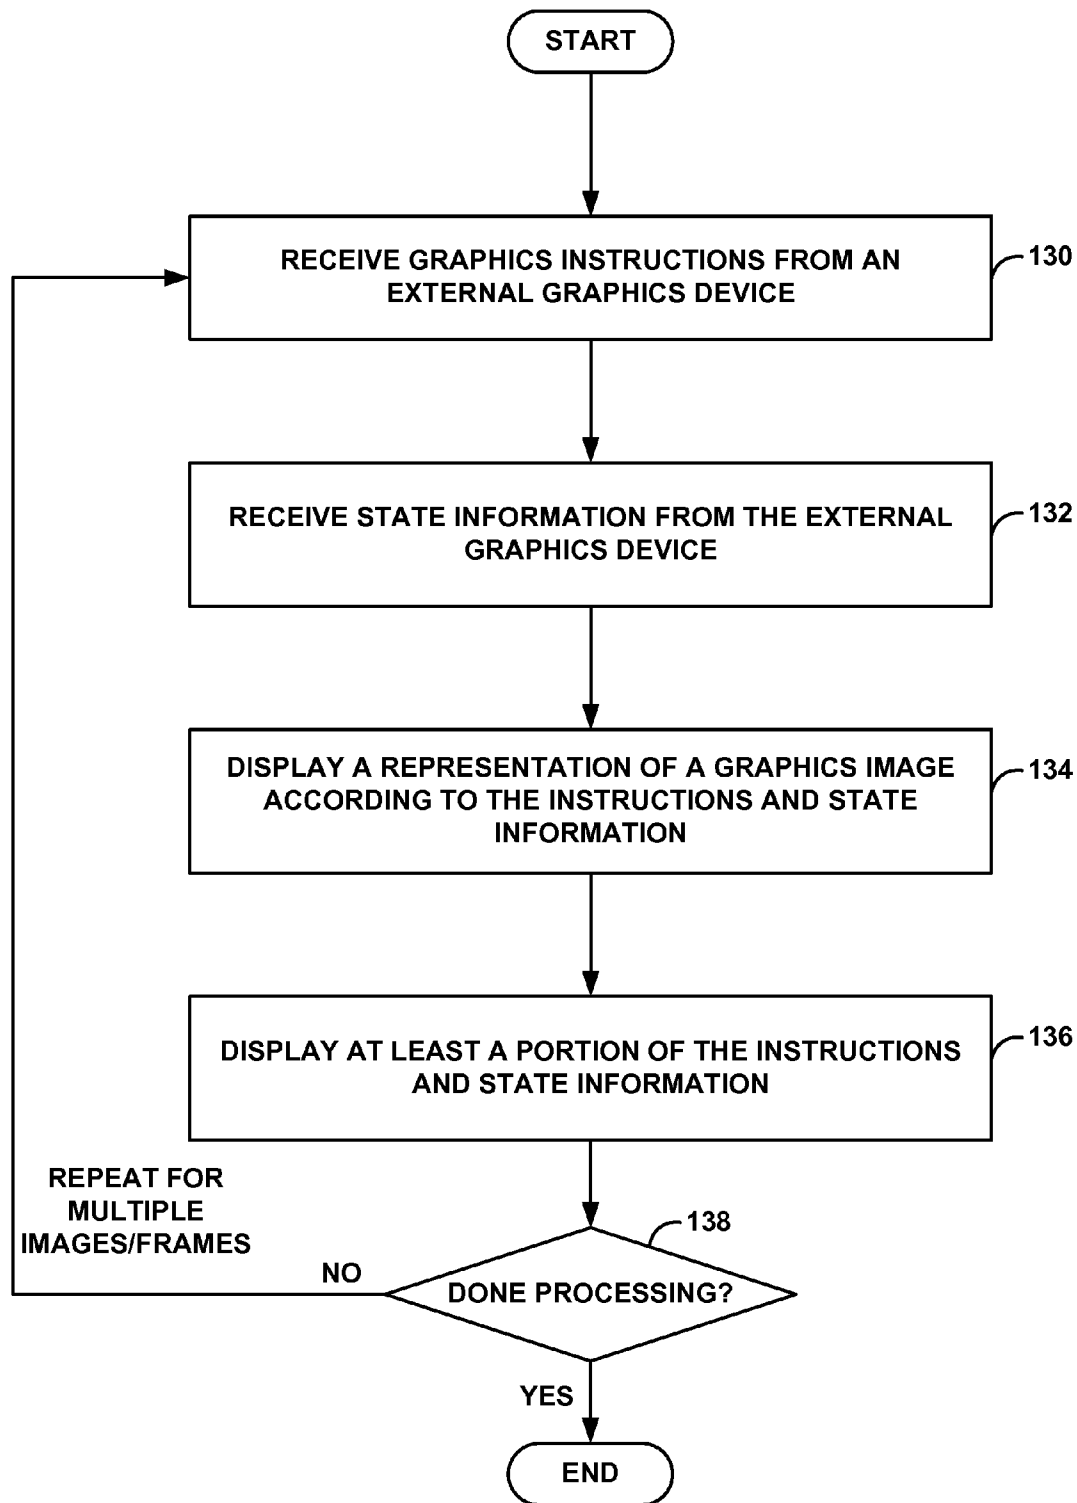 START
RECEIVE GRAPHICS INSTRUCTIONS FROM AN
EXTERNAL GRAPHICS DEVICE
130
RECEIVE STATE INFORMATION FROM THE EXTERNAL
GRAPHICS DEVICE
132
DISPLAY A REPRESENTATION OF A GRAPHICS IMAGE
ACCORDING TO THE INSTRUCTIONS AND STATE
INFORMATION
134
DISPLAY AT LEAST A PORTION OF THE INSTRUCTIONS
AND STATE INFORMATION
136
REPEAT FOR
MULTIPLE
IMAGES/FRAMES
138
NO
DONE PROCESSING?
YES
END